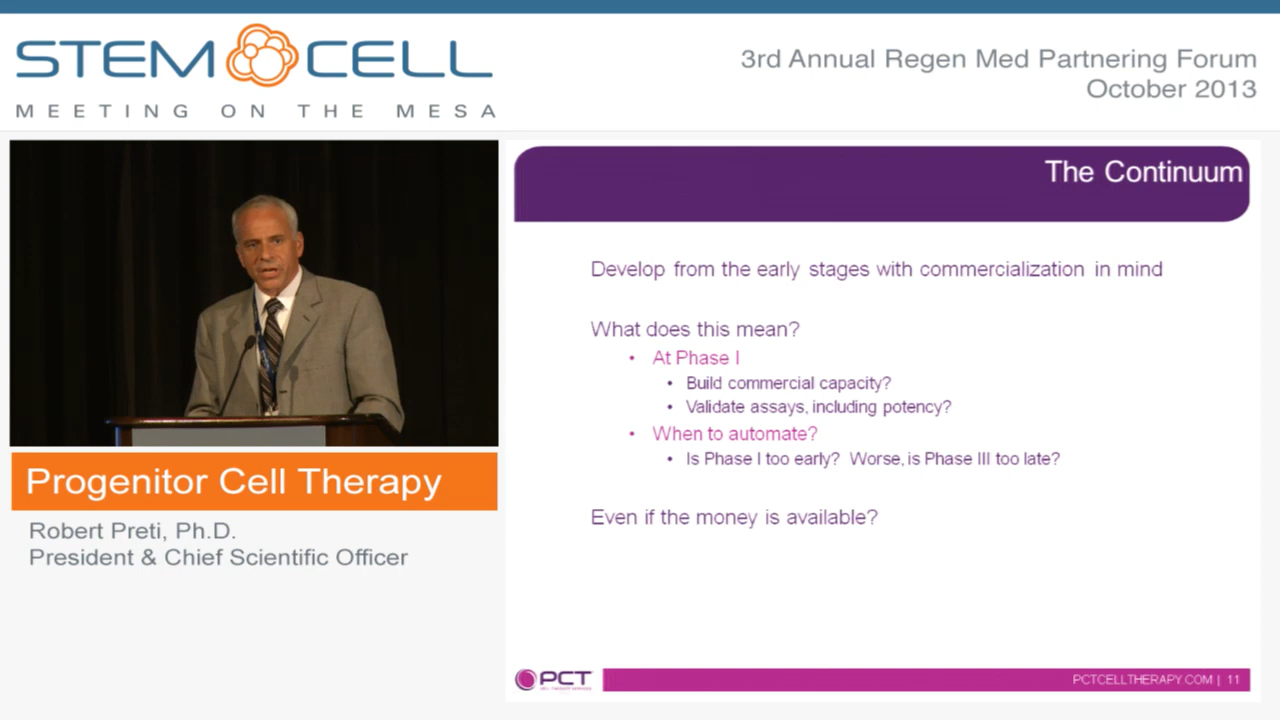 STEM CELL
MEETING ON THE MESA
3rd Annual Regen Med Partnering Forum
October 2013
The Continuum
Develop from the early stages with commercialization in mind
What does this mean?
• At Phase I
• Build commercial capacity?
• Validate assays, including potency?
• When to automate?
• Is Phase I too early? Worse, is Phase III too late?
Even if the money is available?
Progenitor Cell Therapy
Robert Preti, Ph.D.
President & Chief Scientific Officer
PCT
CELL THERAPY SERVICES
PCTCELLTHERAPY.COM | 11